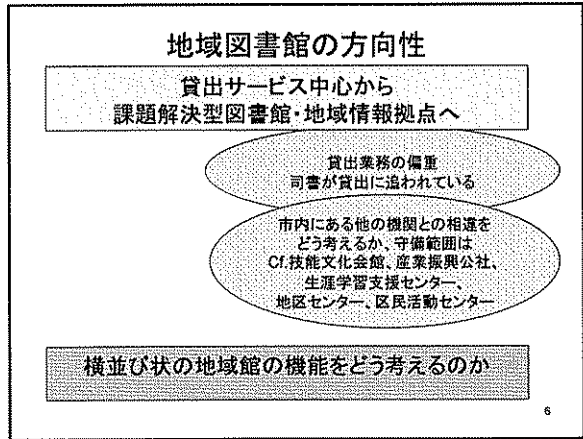 地域図書館の方向性
貸出サービス中心から
課題解決型図書館・地域情報拠点へ
貸出業務の偏重
司書が貸出に追われている
市内にある他の機関との相違を
どう考えるか、守備範囲は
Cf.技能文化会館、産業振興公社、
生涯学習支援センター、
地区センター、区民活動センター
横並び状の地域館の機能をどう考えるのか
6